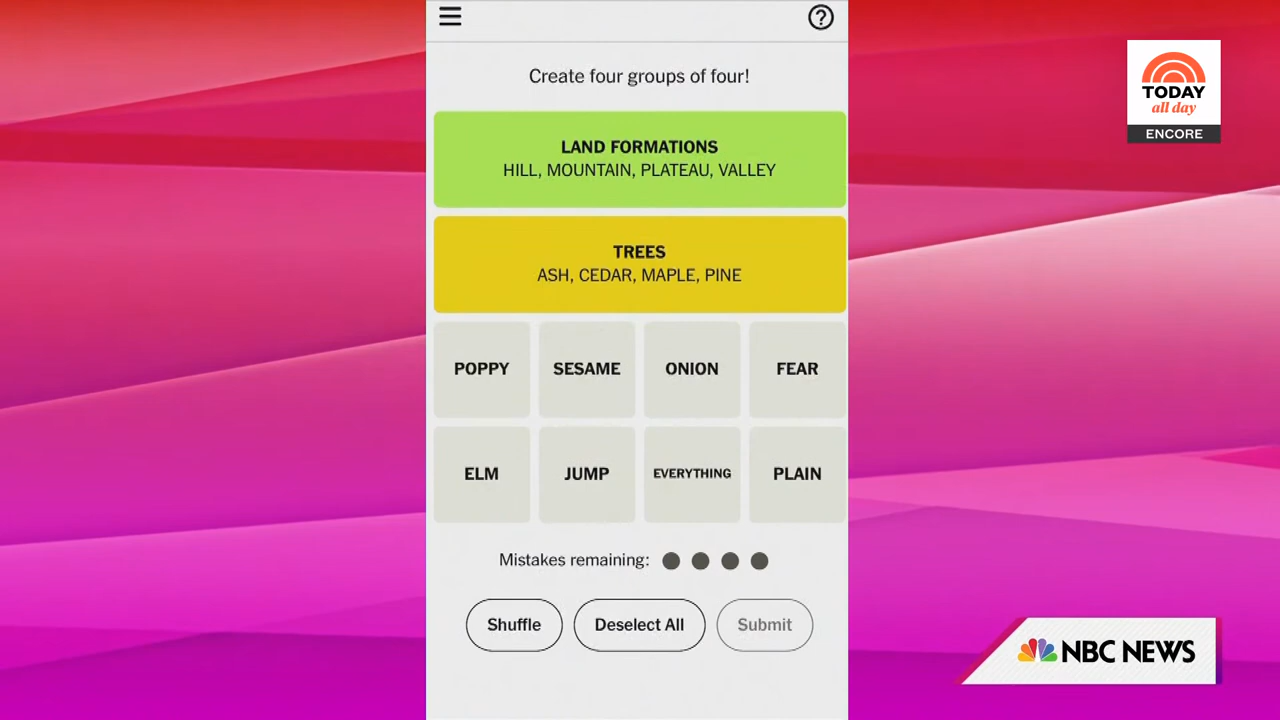 TODAY
all day
ENCORE
Create four groups of four!
LAND FORMATIONS
HILL, MOUNTAIN, PLATEAU, VALLEY
TREES
ASH, CEDAR, MAPLE, PINE
POPPY SESAME ONION FEAR
ELM JUMP EVERYTHING PLAIN
Mistakes remaining:
Shuffle Deselect All Submit
NBC NEWS